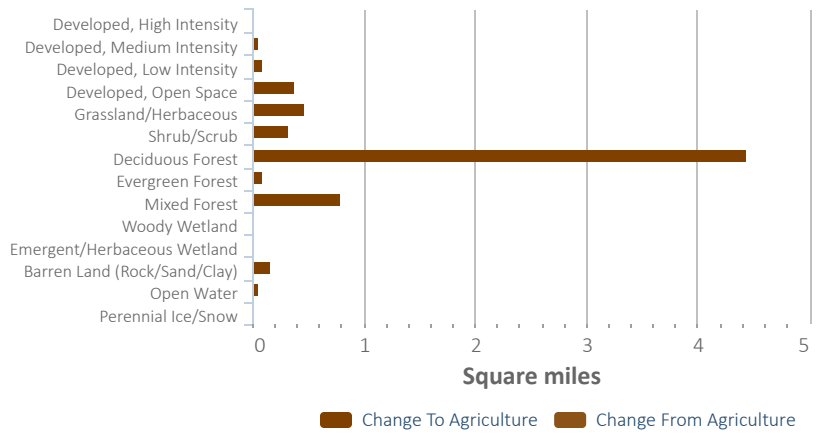 Developed, High Intensity
Developed, Medium Intensity
Developed, Low Intensity
Developed, Open Space
Grassland/Herbaceous
Shrub/Scrub
Deciduous Forest
Evergreen Forest
Mixed Forest
Woody Wetland
Emergent/Herbaceous Wetland
Barren Land (Rock/Sand/Clay)
Open Water
Perennial Ice/Snow
0 1 2 3 4 5
Square miles
Change To Agriculture Change From Agriculture